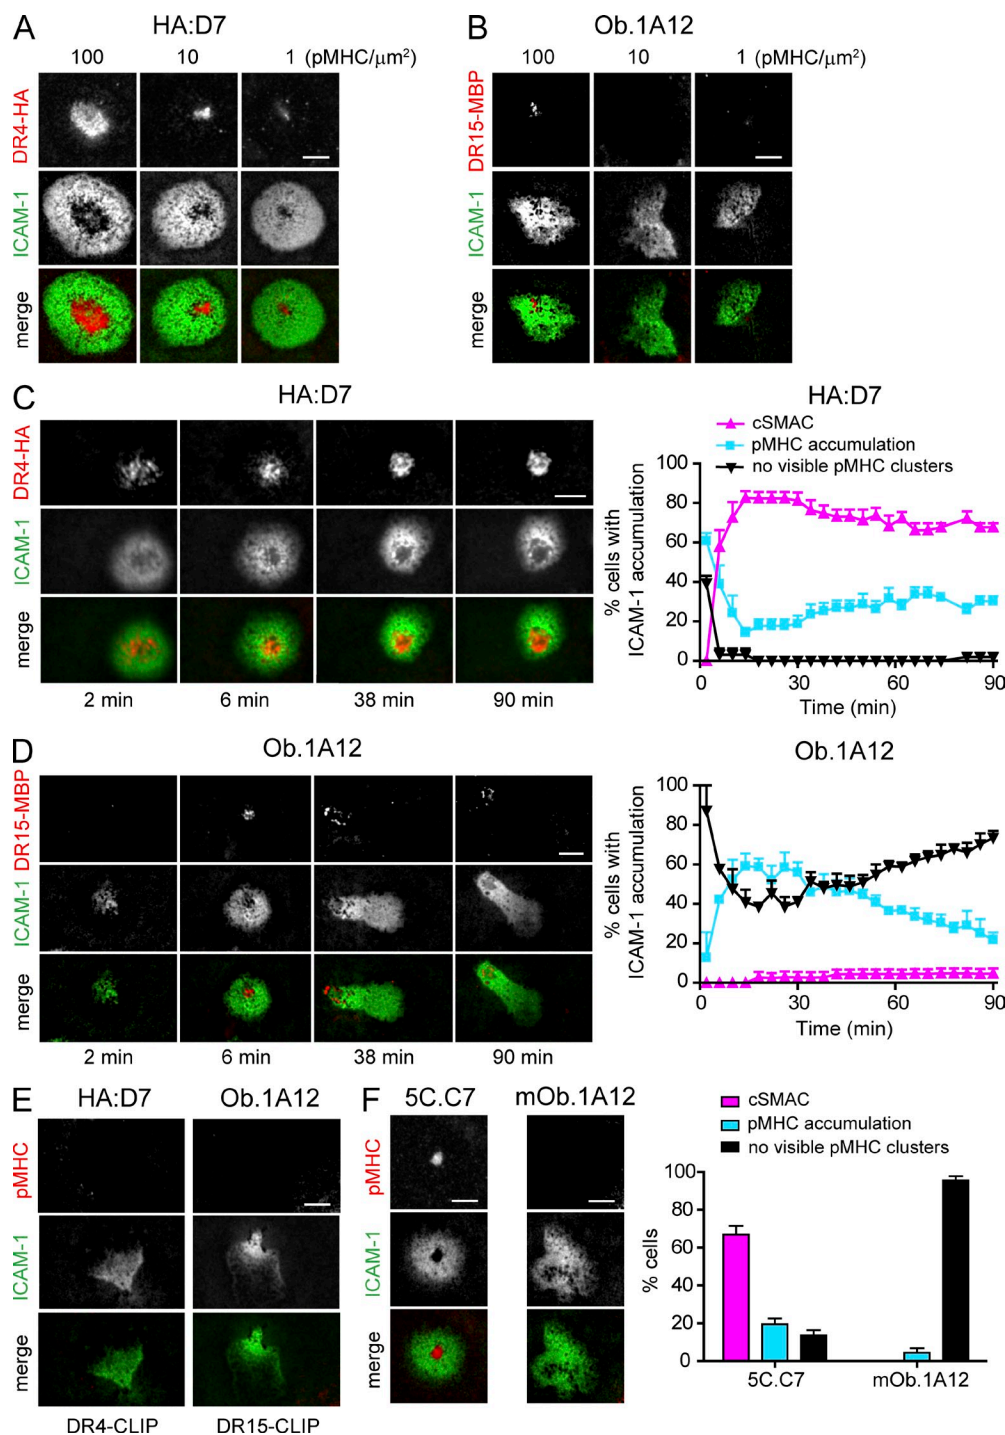 A
HA:D7
100 10 1 (pMHC/μm²)
DR4-HA
ICAM-1
merge
B
Ob.1A12
100 10 1 (pMHC/μm²)
DR15-MBP
ICAM-1
merge
C
HA:D7
DR4-HA
ICAM-1
merge
2 min 6 min 38 min 90 min
HA:D7
cSMAC
pMHC accumulation
no visible pMHC clusters
% cells with
ICAM-1 accumulation
100
80
60
40
20
0
0 30 60 90
Time (min)
D
Ob.1A12
DR15-MBP
ICAM-1
merge
2 min 6 min 38 min 90 min
Ob.1A12
% cells with
ICAM-1 accumulation
100
80
60
40
20
0
0 30 60 90
Time (min)
E
HA:D7 Ob.1A12
pMHC
ICAM-1
merge
DR4-CLIP DR15-CLIP
F
5C.C7 mOb.1A12
pMHC
ICAM-1
merge
cSMAC
pMHC accumulation
no visible pMHC clusters
% cells
100
80
60
40
20
0
5C.C7 mOb.1A12